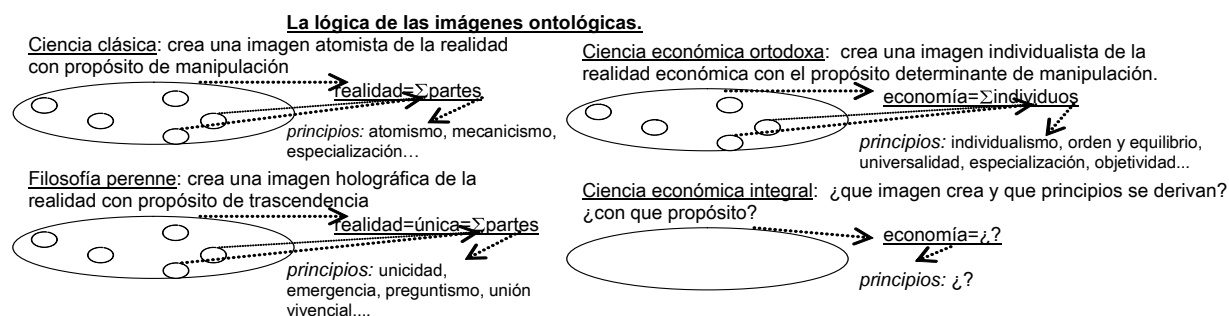 La lógica de las imágenes ontológicas.
Ciencia clásica: crea una imagen atomista de la realidad
con propósito de manipulación
realidad=∑partes
principios: atomismo, mecanicismo,
especialización…
Filosofía perenne: crea una imagen holográfica de la
realidad con propósito de trascendencia
realidad=única=∑partes
principios: unicidad,
emergencia, preguntismo, unión
vivencial....
Ciencia económica ortodoxa: crea una imagen individualista de la
realidad económica con el propósito determinante de manipulación.
economía=∑individuos
principios: individualismo, orden y equilibrio,
universalidad, especialización, objetividad...
Ciencia económica integral: ¿que imagen crea y que principios se derivan?
¿con que propósito?
economía=¿?
principios: ¿?